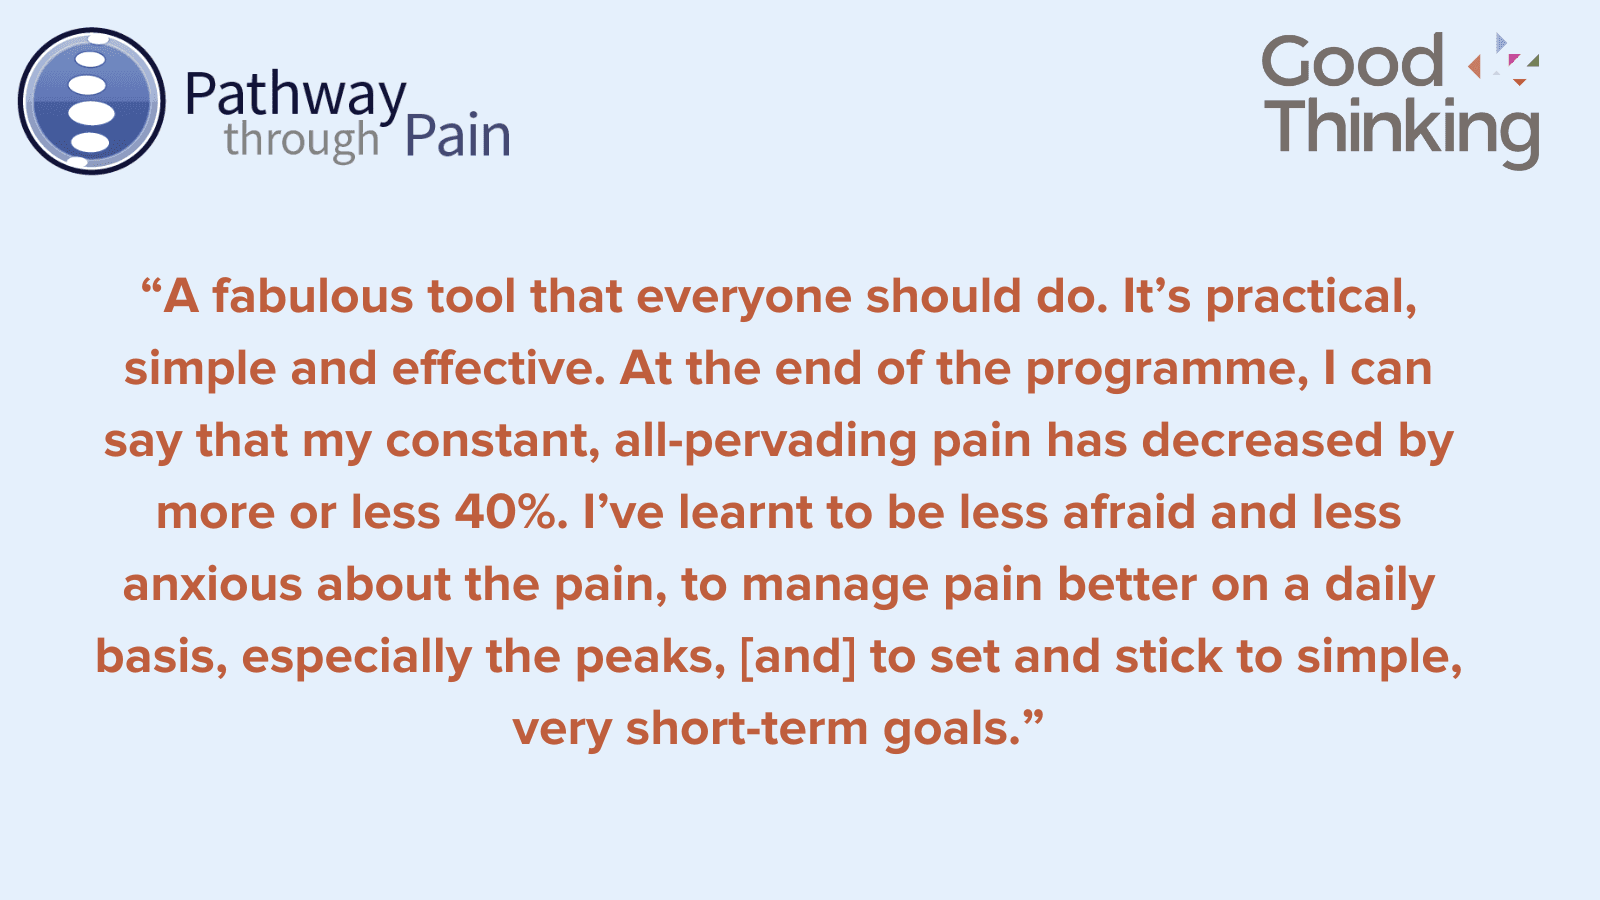 Pathway
through Pain
Good
Thinking
“A fabulous tool that everyone should do. It’s practical,
simple and effective. At the end of the programme, I can
say that my constant, all-pervading pain has decreased by
more or less 40%. I’ve learnt to be less afraid and less
anxious about the pain, to manage pain better on a daily
basis, especially the peaks, [and] to set and stick to simple,
very short-term goals.”